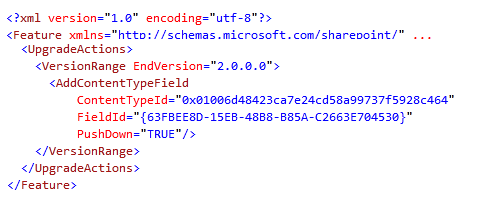 <?xml version="1.0" encoding="utf-8"?>
<Feature xmlns="http://schemas.microsoft.com/sharepoint/" ...
<UpgradeActions>
<VersionRange EndVersion="2.0.0.0">
<AddContentTypeField
ContentTypeId="0x01006d48423ca7e24cd58a99737f5928c464"
FieldId="{63FBEE8D-15EB-48B8-B85A-C2663E704530}"
PushDown="TRUE"/>
</VersionRange>
</UpgradeActions>
</Feature>